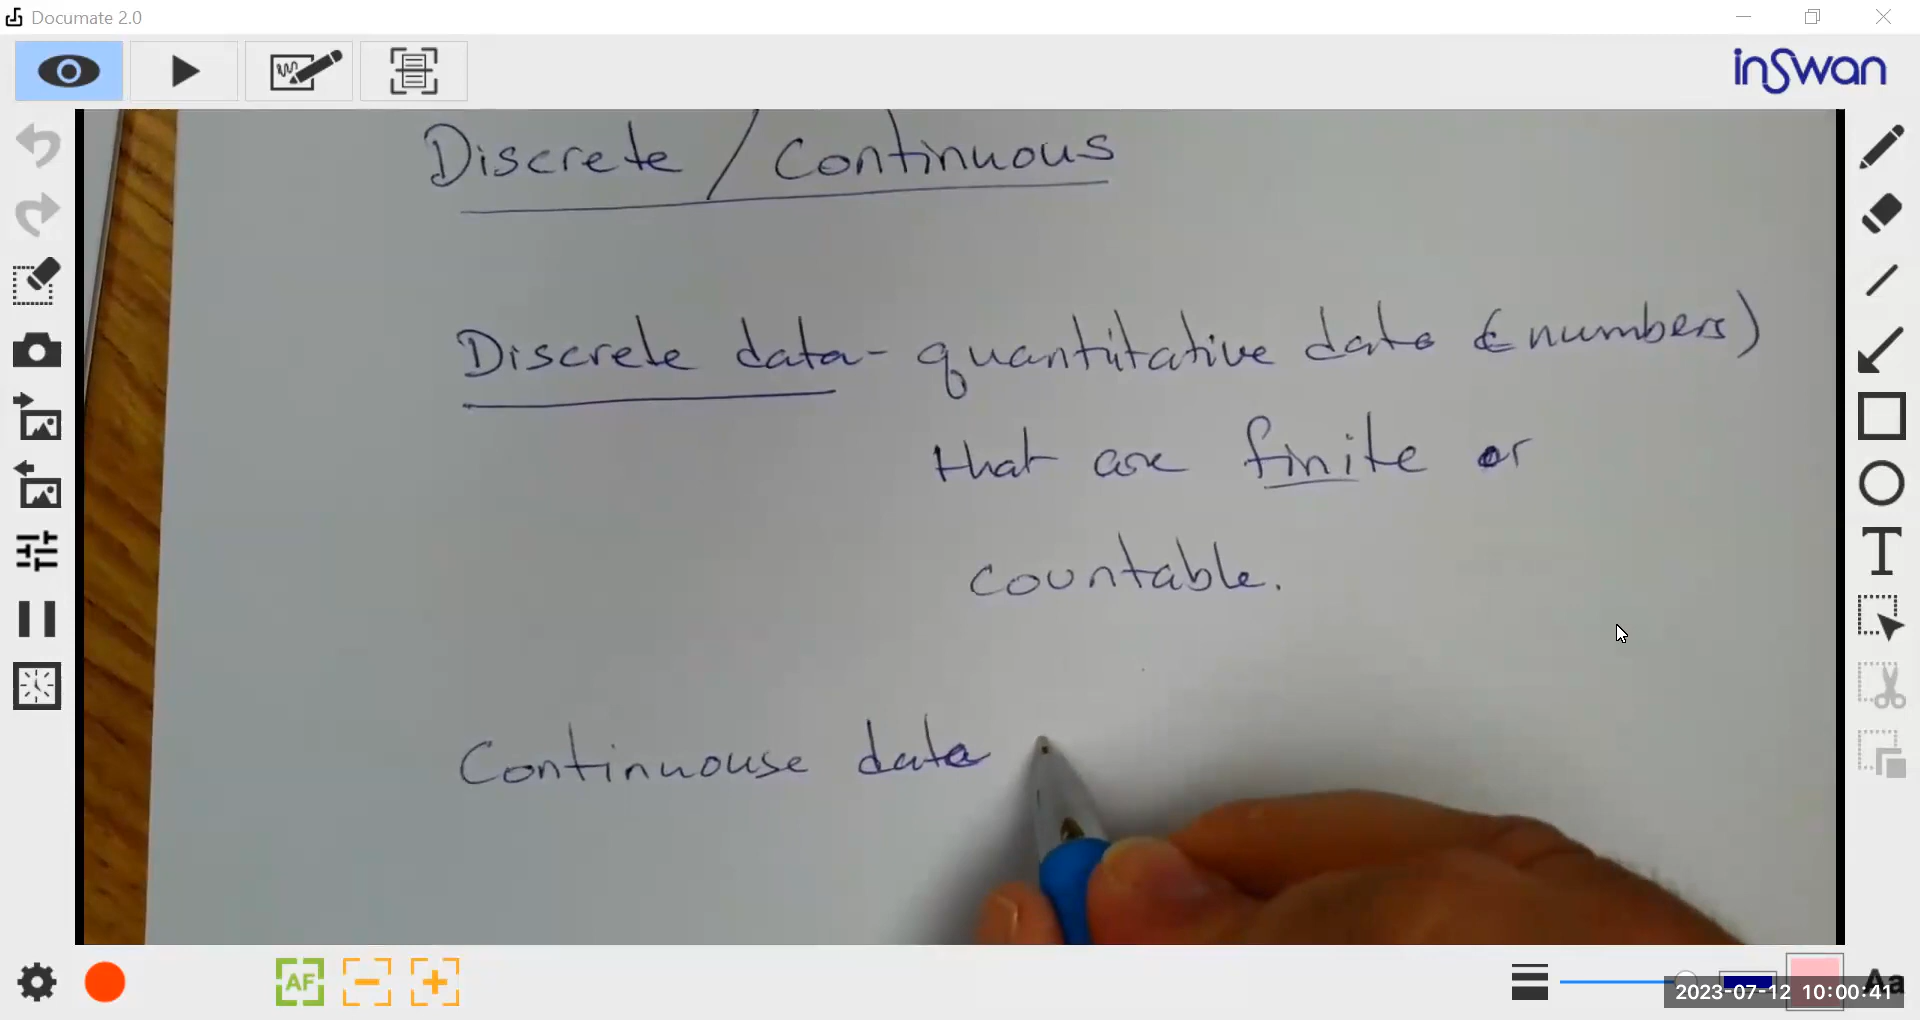 Documate 2.0
inSwan
Discrete / Continuous
Discrete data - quantitative data (numbers)
that are finite or
countable.
Continuouse data
AF
T
Aa
2023-07-12 10:00:41